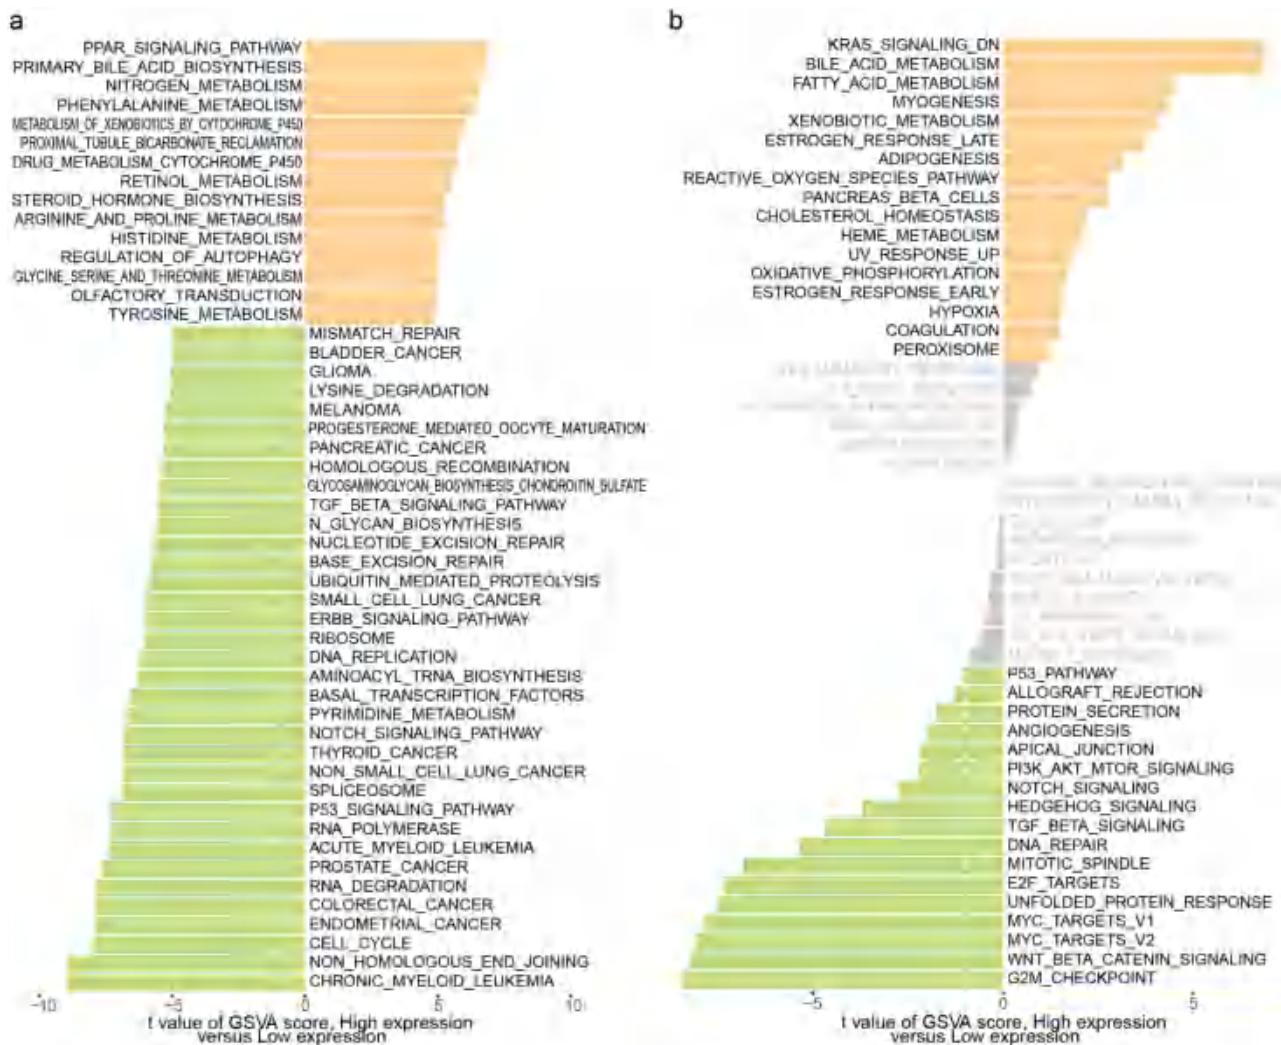 a
PPAR_SIGNALING_PATHWAY
PRIMARY_BILE_ACID_BIOSYNTHESIS
NITROGEN_METABOLISM
PHENYLALANINE_METABOLISM
METABOLISM_OF_XENOBIOTICS_BY_CYTOCHROME_P450
PROXIMAL_TUBULE_BICARBONATE_RECLAMATION
DRUG_METABOLISM_CYTOCHROME_P450
RETINOL_METABOLISM
STEROID_HORMONE_BIOSYNTHESIS
ARGININE_AND_PROLINE_METABOLISM
HISTIDINE_METABOLISM
REGULATION_OF_AUTOPHAGY
GLYCINE_SERINE_AND_THREONINE_METABOLISM
OLFACTORY_TRANSDUCTION
TYROSINE_METABOLISM
MISMATCH_REPAIR
BLADDER_CANCER
GLIOMA
LYSINE_DEGRADATION
MELANOMA
PROGESTERONE_MEDIATED_OOCYTE_MATURATION
PANCREATIC_CANCER
HOMOLOGOUS_RECOMBINATION
GLYCOSAMINOGLYCAN_BIOSYNTHESIS_CHONDROITIN_SULFATE
TGF_BETA_SIGNALING_PATHWAY
N_GLYCAN_BIOSYNTHESIS
NUCLEOTIDE_EXCISION_REPAIR
BASE_EXCISION_REPAIR
UBIQUITIN_MEDIATED_PROTEOLYSIS
SMALL_CELL_LUNG_CANCER
ERBB_SIGNALING_PATHWAY
RIBOSOME
DNA_REPLICATION
AMINOACYL_TRNA_BIOSYNTHESIS
BASAL_TRANSCRIPTION_FACTORS
PYRIMIDINE_METABOLISM
NOTCH_SIGNALING_PATHWAY
THYROID_CANCER
NON_SMALL_CELL_LUNG_CANCER
SPLICEOSOME
P53_SIGNALING_PATHWAY
RNA_POLYMERASE
ACUTE_MYELOID_LEUKEMIA
PROSTATE_CANCER
RNA_DEGRADATION
COLORECTAL_CANCER
ENDOMETRIAL_CANCER
CELL_CYCLE
NON_HOMOLOGOUS_END_JOINING
CHRONIC_MYELOID_LEUKEMIA
-10 -5 0 5 10
t value of GSVA score, High expression
versus Low expression
b
KRAS_SIGNALING_DN
BILE_ACID_METABOLISM
FATTY_ACID_METABOLISM
MYOGENESIS
XENOBIOTIC_METABOLISM
ESTROGEN_RESPONSE_LATE
ADIPOGENESIS
REACTIVE_OXYGEN_SPECIES_PATHWAY
PANCREAS_BETA_CELLS
CHOLESTEROL_HOMEOSTASIS
HEME_METABOLISM
UV_RESPONSE_UP
OXIDATIVE_PHOSPHORYLATION
ESTROGEN_RESPONSE_EARLY
HYPOXIA
COAGULATION
PEROXISOME
P53_PATHWAY
ALLOGRAFT_REJECTION
PROTEIN_SECRETION
ANGIOGENESIS
APICAL_JUNCTION
PI3K_AKT_MTOR_SIGNALING
NOTCH_SIGNALING
HEDGEHOG_SIGNALING
TGF_BETA_SIGNALING
DNA_REPAIR
MITOTIC_SPINDLE
E2F_TARGETS
UNFOLDED_PROTEIN_RESPONSE
MYC_TARGETS_V1
MYC_TARGETS_V2
WNT_BETA_CATENIN_SIGNALING
G2M_CHECKPOINT
-5 0 5
t value of GSVA score, High expression
versus Low expression